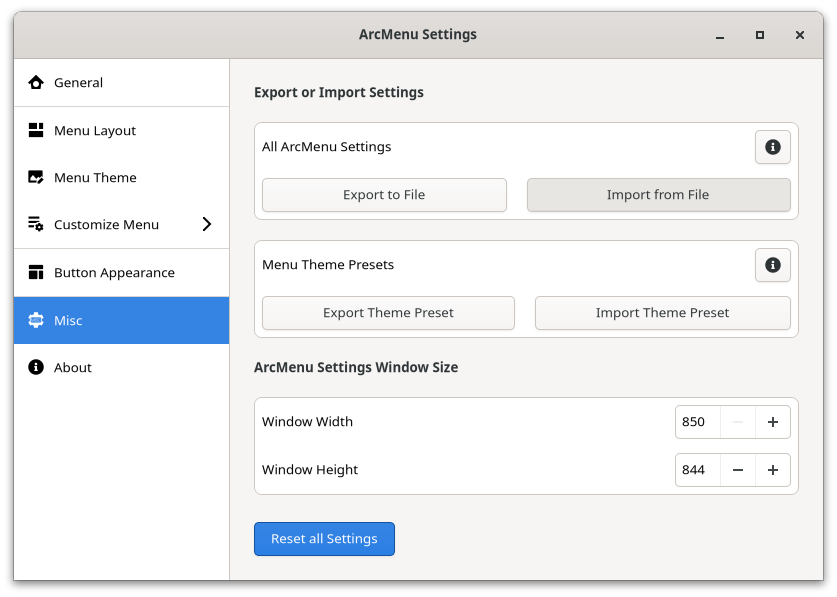 ArcMenu Settings
General
Menu Layout
Menu Theme
Customize Menu
Button Appearance
Misc
About
Export or Import Settings
All ArcMenu Settings
Export to File
Import from File
Menu Theme Presets
Export Theme Preset
Import Theme Preset
ArcMenu Settings Window Size
Window Width
850
Window Height
844
Reset all Settings